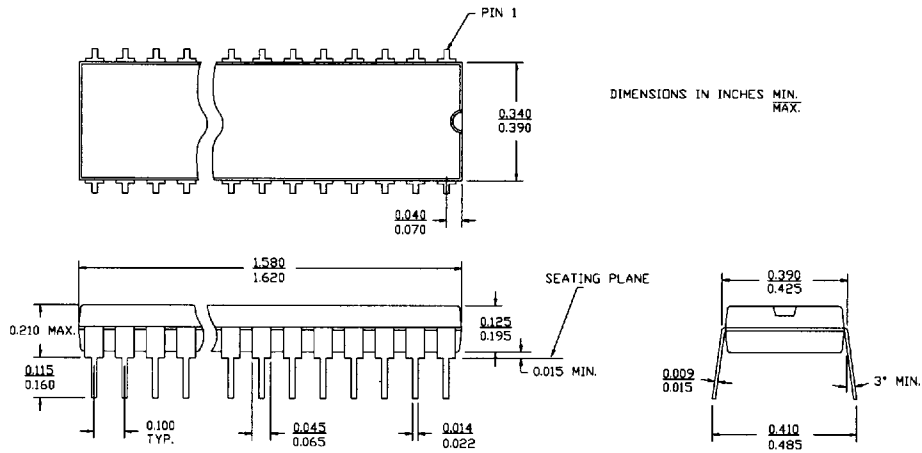 PIN 1
DIMENSIONS IN INCHES MIN.
MAX.
0.340
0.390
0.040
0.070
1.580
1.620
SEATING PLANE
0.390
0.425
0.210 MAX.
0.125
0.195
0.115
0.160
0.015 MIN.
0.009
0.015
3° MIN.
0.100
TYP.
0.045
0.065
0.014
0.022
0.410
0.485